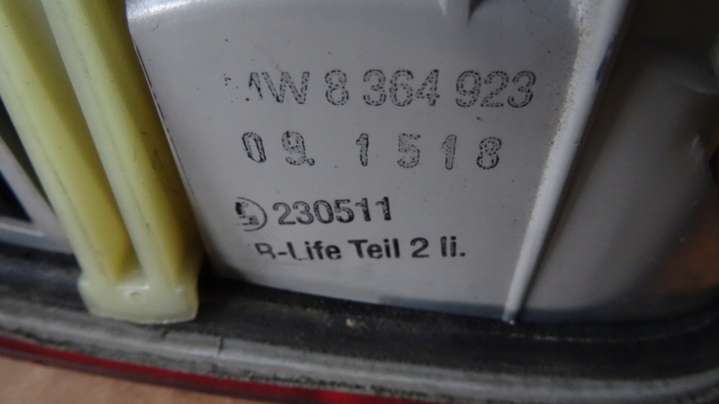 MW 8 364 923
09. 1518
230511
R-Life Teil 2 li.